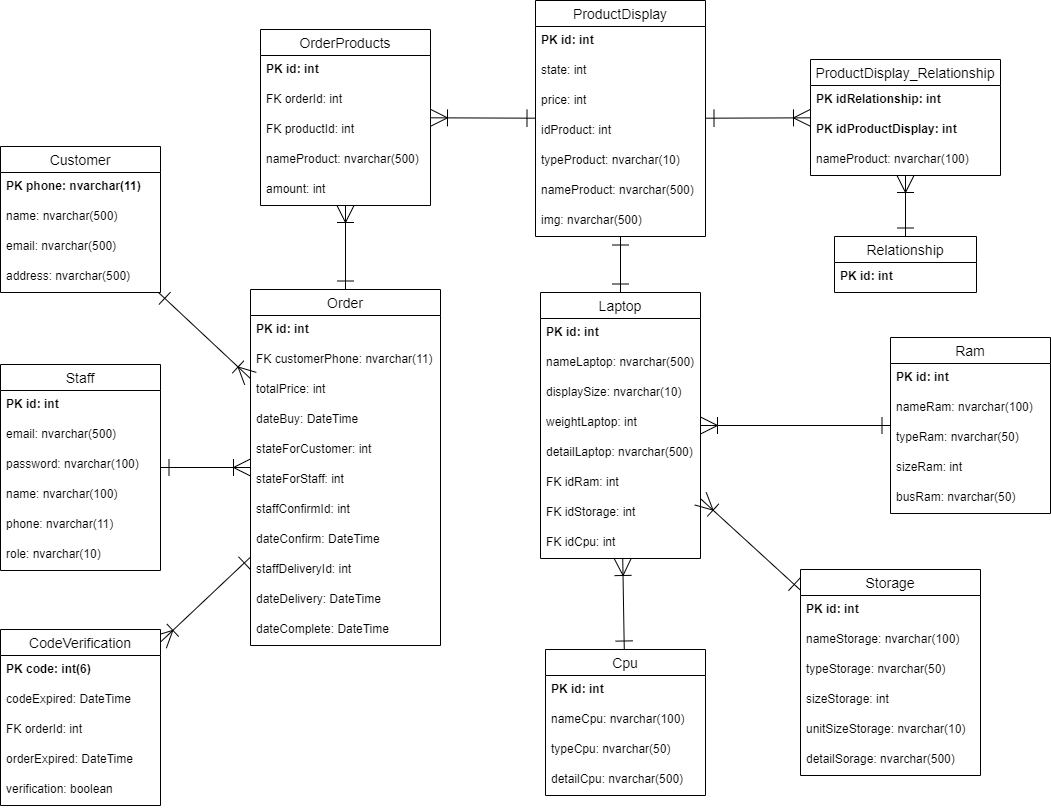 ProductDisplay
PK id: int
state: int
price: int
idProduct: int
typeProduct: nvarchar(10)
nameProduct: nvarchar(500)
img: nvarchar(500)
OrderProducts
PK id: int
FK orderId: int
FK productId: int
nameProduct: nvarchar(500)
amount: int
ProductDisplay_Relationship
PK idRelationship: int
PK idProductDisplay: int
nameProduct: nvarchar(100)
Customer
PK phone: nvarchar(11)
name: nvarchar(500)
email: nvarchar(500)
address: nvarchar(500)
Relationship
PK id: int
Order
PK id: int
FK customerPhone: nvarchar(11)
totalPrice: int
dateBuy: DateTime
stateForCustomer: int
stateForStaff: int
staffConfirmId: int
dateConfirm: DateTime
staffDeliveryId: int
dateDelivery: DateTime
dateComplete: DateTime
Laptop
PK id: int
nameLaptop: nvarchar(500)
displaySize: nvarchar(10)
weightLaptop: int
detailLaptop: nvarchar(500)
FK idRam: int
FK idStorage: int
FK idCpu: int
Ram
PK id: int
nameRam: nvarchar(100)
typeRam: nvarchar(50)
sizeRam: int
busRam: nvarchar(50)
Staff
PK id: int
email: nvarchar(500)
password: nvarchar(100)
name: nvarchar(100)
phone: nvarchar(11)
role: nvarchar(10)
Storage
PK id: int
nameStorage: nvarchar(100)
typeStorage: nvarchar(50)
sizeStorage: int
unitSizeStorage: nvarchar(10)
detailSorage: nvarchar(500)
CodeVerification
PK code: int(6)
codeExpired: DateTime
FK orderId: int
orderExpired: DateTime
verification: boolean
Cpu
PK id: int
nameCpu: nvarchar(100)
typeCpu: nvarchar(50)
detailCpu: nvarchar(500)